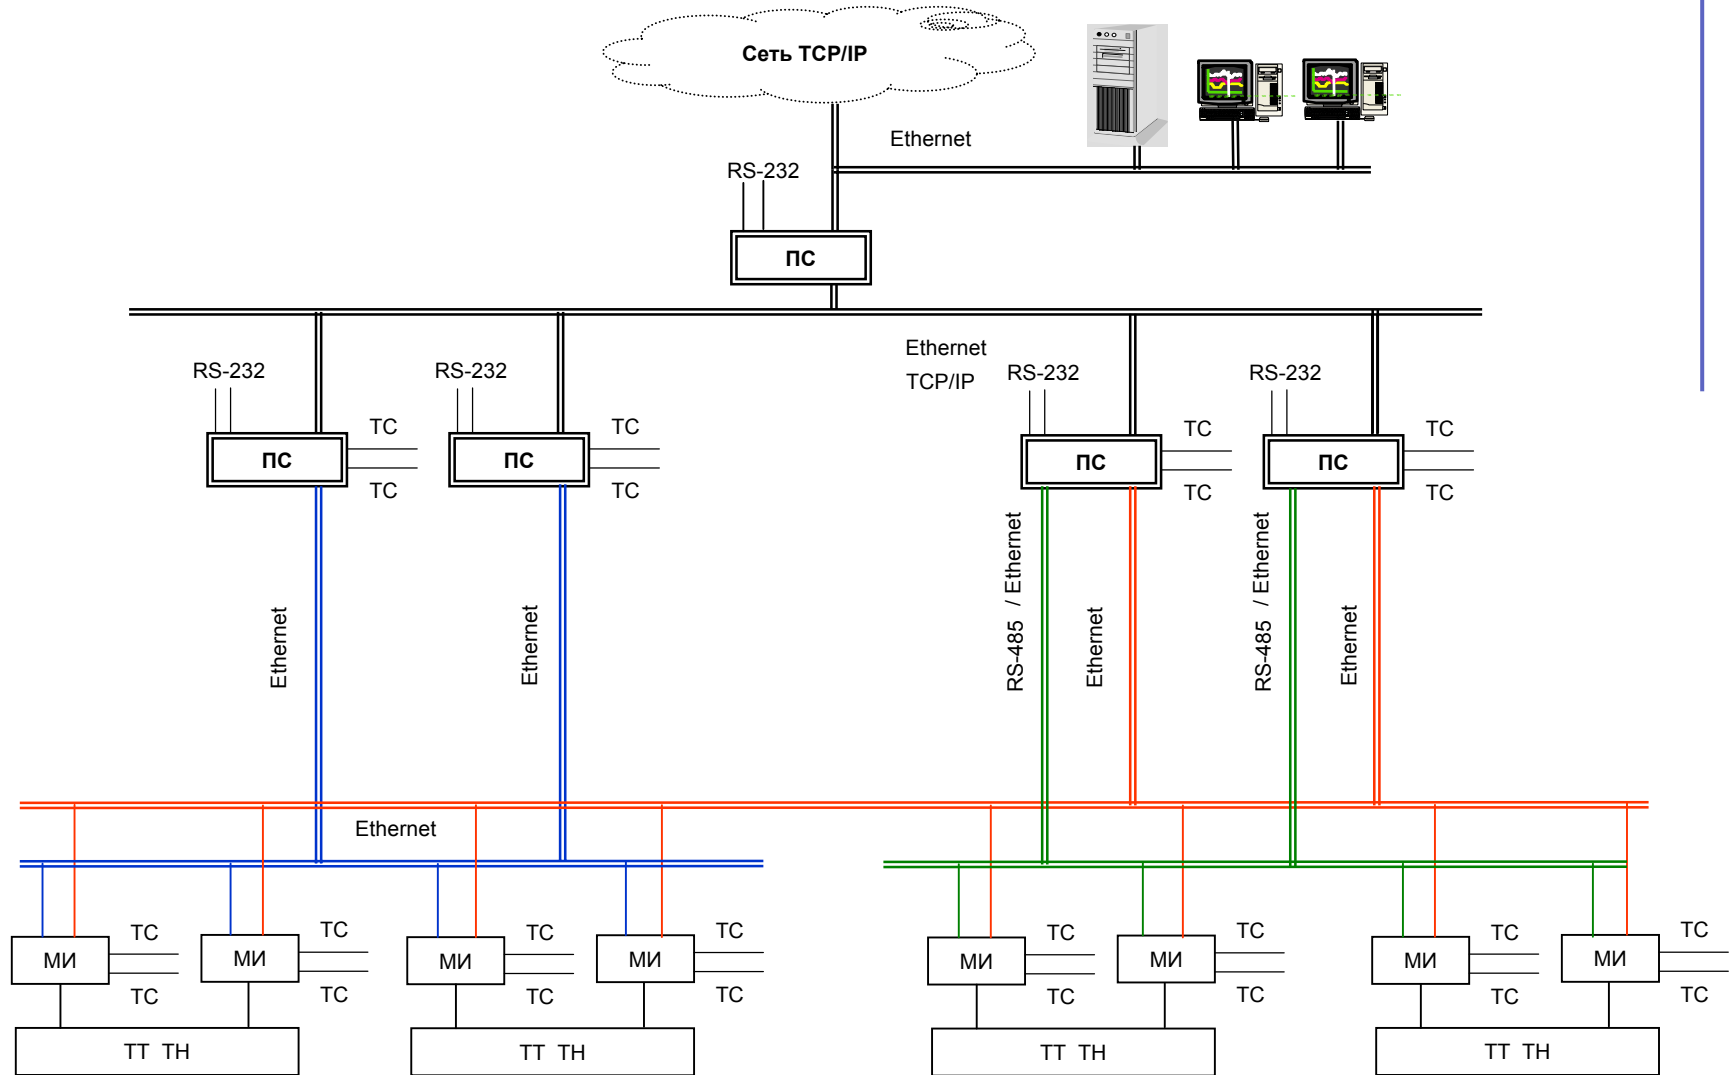 Сеть TCP/IP
Ethernet
RS-232
ПС
Ethernet
TCP/IP
RS-232
RS-232
RS-232
RS-232
ТС
ТС
ТС
ТС
ПС
ПС
ПС
ПС
ТС
ТС
ТС
ТС
Ethernet
Ethernet
RS-485 / Ethernet
Ethernet
RS-485 / Ethernet
Ethernet
Ethernet
ТС
ТС
ТС
ТС
ТС
ТС
ТС
ТС
МИ
МИ
МИ
МИ
МИ
МИ
МИ
МИ
ТС
ТС
ТС
ТС
ТС
ТС
ТС
ТС
ТТ ТН
ТТ ТН
ТТ ТН
ТТ ТН